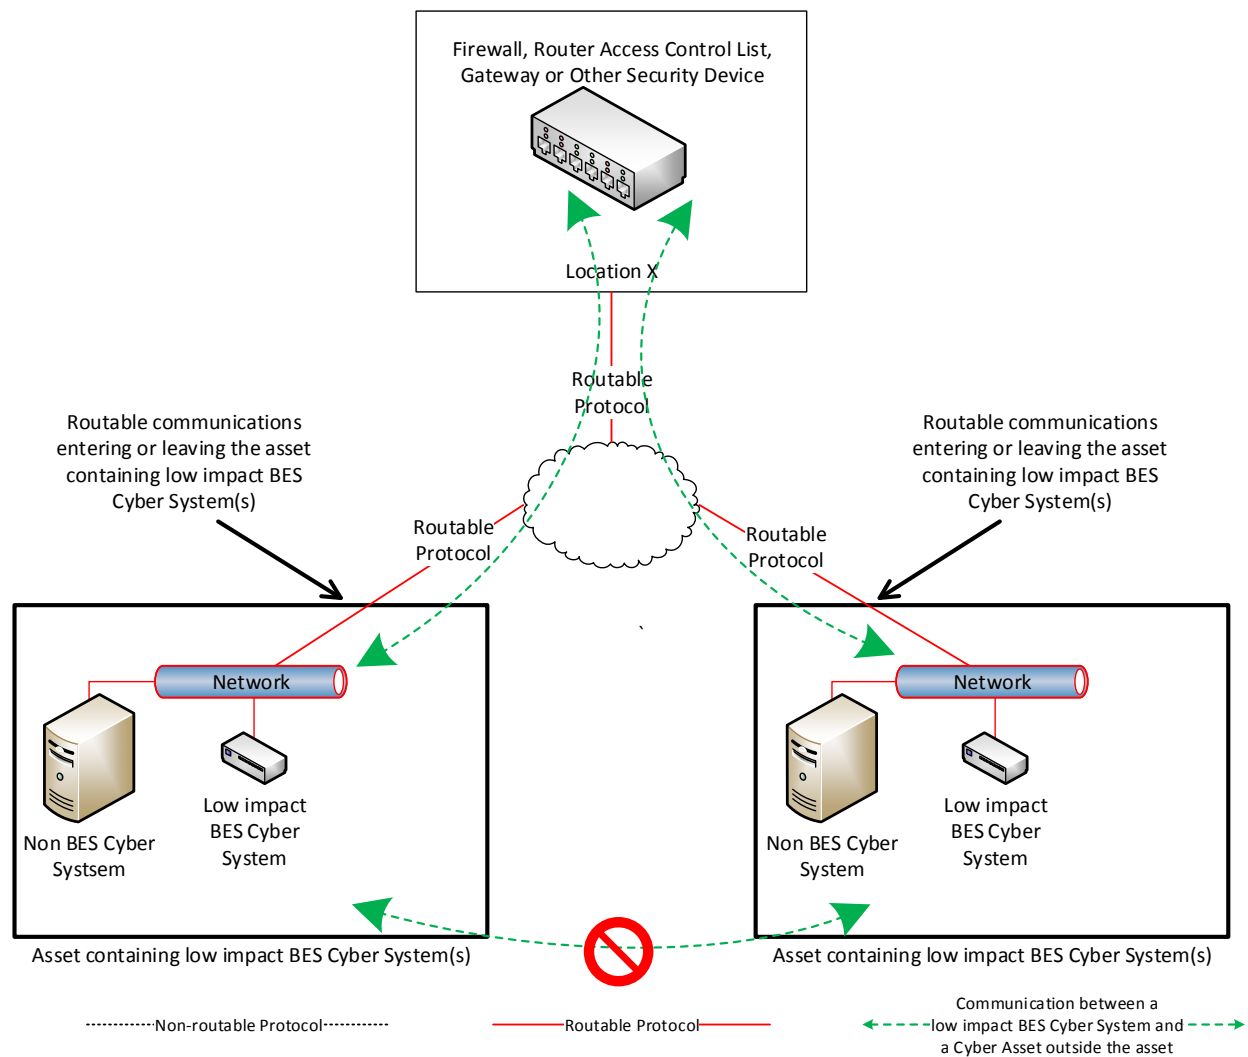 Firewall, Router Access Control List,
Gateway or Other Security Device
Location X
Routable
Protocol
Routable communications
entering or leaving the asset
containing low impact BES
Cyber System(s)
Routable communications
entering or leaving the asset
containing low impact BES
Cyber System(s)
Routable
Protocol
Routable
Protocol
`
Network
Network
Non BES Cyber
Systsem
Low impact
BES Cyber
System
Non BES Cyber
System
Low impact
BES Cyber
System
Asset containing low impact BES Cyber System(s)
Asset containing low impact BES Cyber System(s)
Non-routable Protocol
Routable Protocol
Communication between a
low impact BES Cyber System and
a Cyber Asset outside the asset